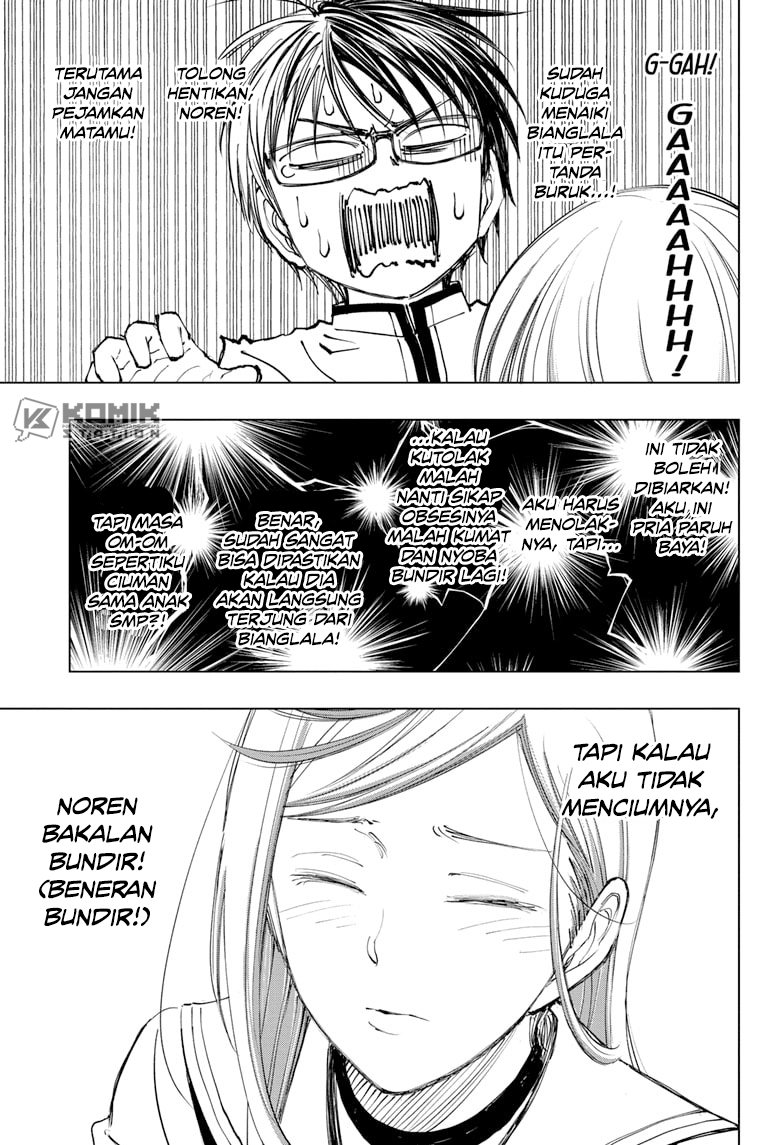 G-GAH!
GAAAAAHHHH!
SUDAH
KUDUGA
MENAIKI
BIANGLALA
ITU PER-
TANDA
BURUK...!
TOLONG
HENTIKAN,
NOREN!
TERUTAMA
JANGAN
PEJAMKAN
MATAMU!
KOMIK
STATION
INI TIDAK
BOLEH
DIBIARKAN!
AKU INI
PRIA PARUH
BAYA!
AKU HARUS
MENOLAK-
NYA, TAPI...
...KALAU
KUTOLAK
MALAH
NANTI SIKAP
OBSESINYA
MALAH KUMAT
DAN NYOBA
BUNDIR LAGI!
BENAR,
SUDAH SANGAT
BISA DIPASTIKAN
KALAU DIA
AKAN LANGSUNG
TERJUNG DARI
BIANGLALA!
TAPI MASA
OM-OM
SEPERTIKU
CIUMAN
SAMA ANAK
SMP?!
TAPI KALAU
AKU TIDAK
MENCIUMNYA,
NOREN
BAKALAN
BUNDIR!
(BENERAN
BUNDIR!)